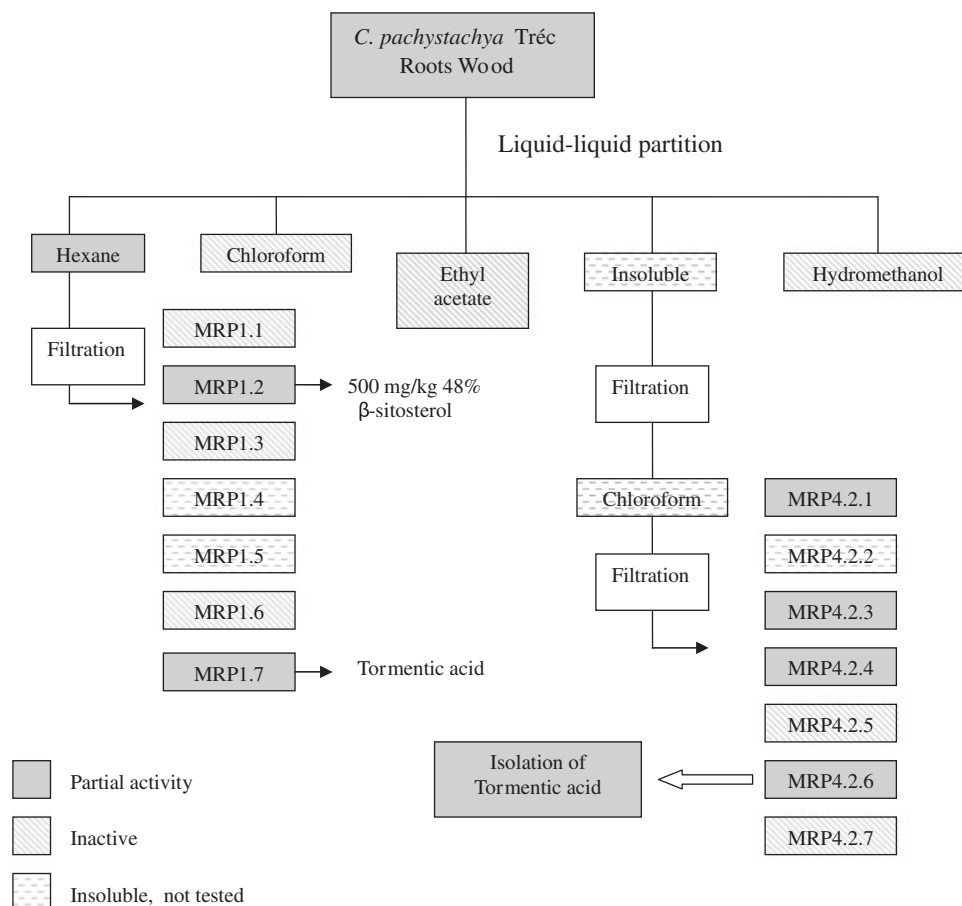 C. pachystachya Tréc
Roots Wood
Liquid-liquid partition
Hexane
Chloroform
Ethyl
acetate
Insoluble
Hydromethanol
Filtration
MRP1.1
MRP1.2
500 mg/kg 48%
β-sitosterol
MRP1.3
MRP1.4
MRP1.5
MRP1.6
MRP1.7
Tormentic acid
Filtration
Chloroform
Filtration
MRP4.2.1
MRP4.2.2
MRP4.2.3
MRP4.2.4
MRP4.2.5
MRP4.2.6
MRP4.2.7
Isolation of
Tormentic acid
Partial activity
Inactive
Insoluble, not tested